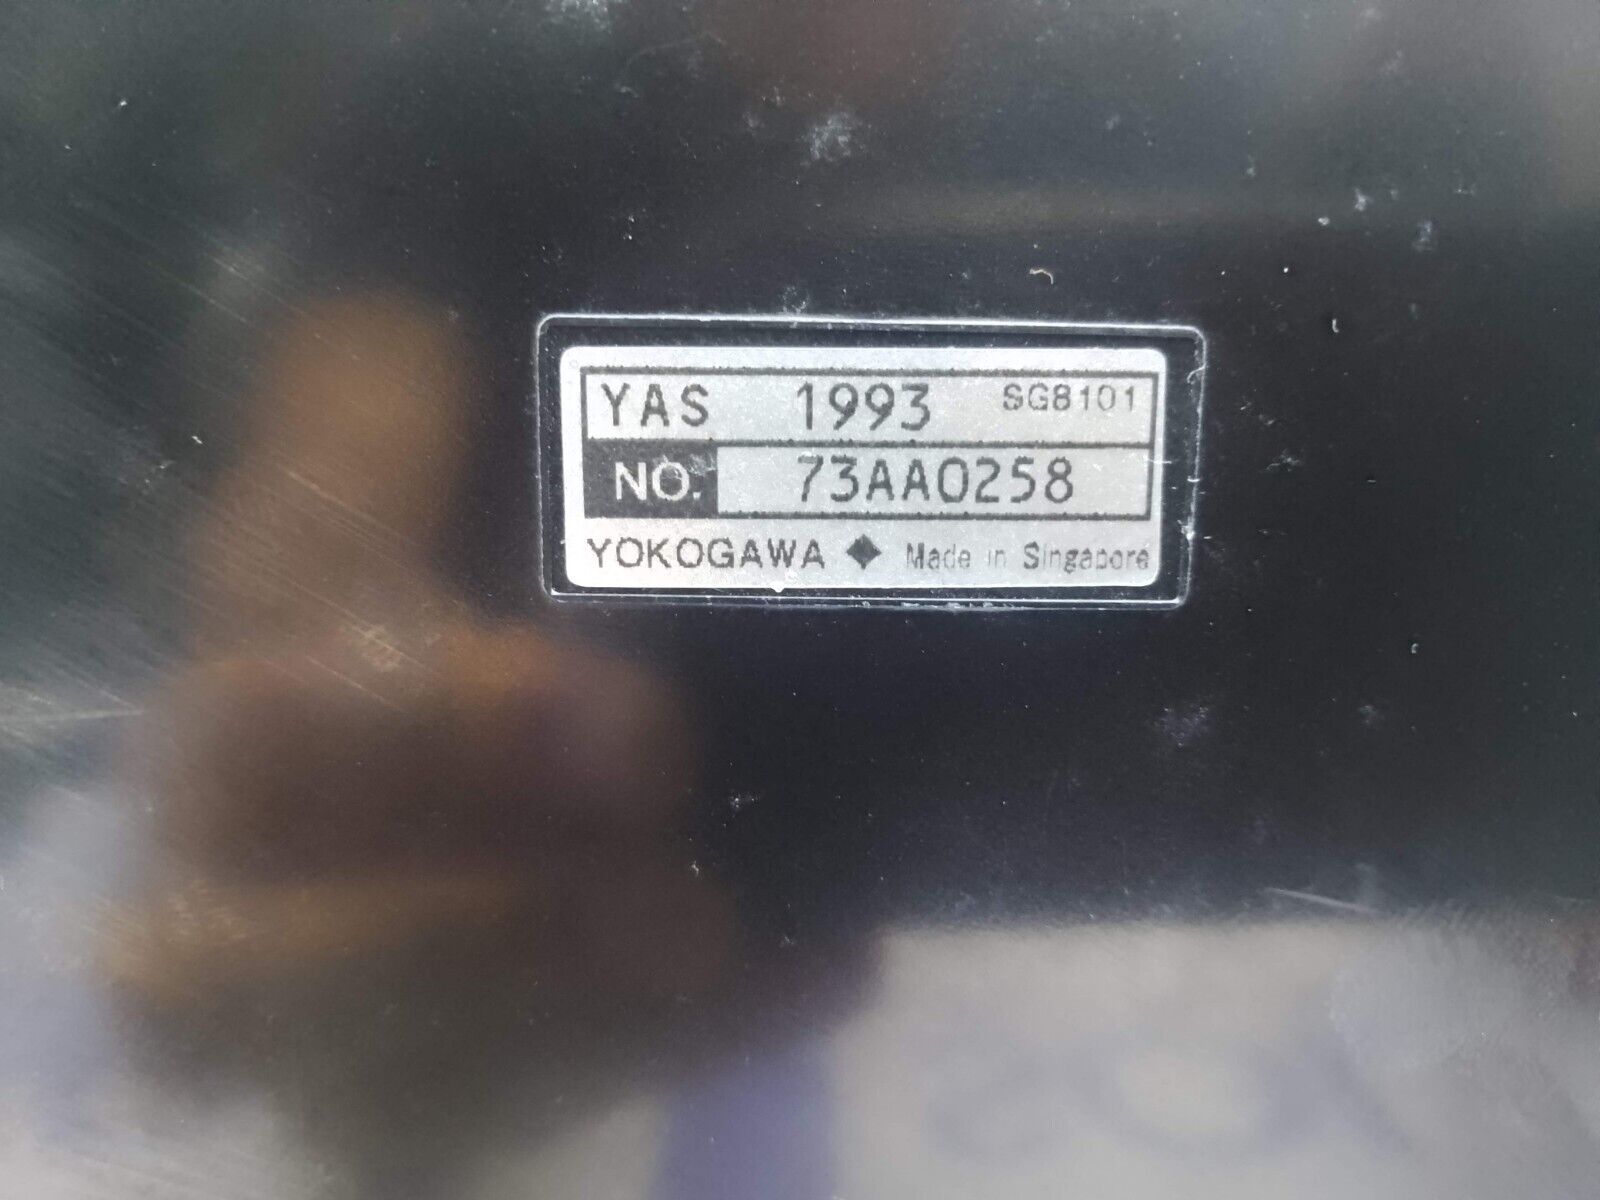 YAS 1993 SG8101
NO. 73AA0258
YOKOGAWA ◆ Made in Singapore